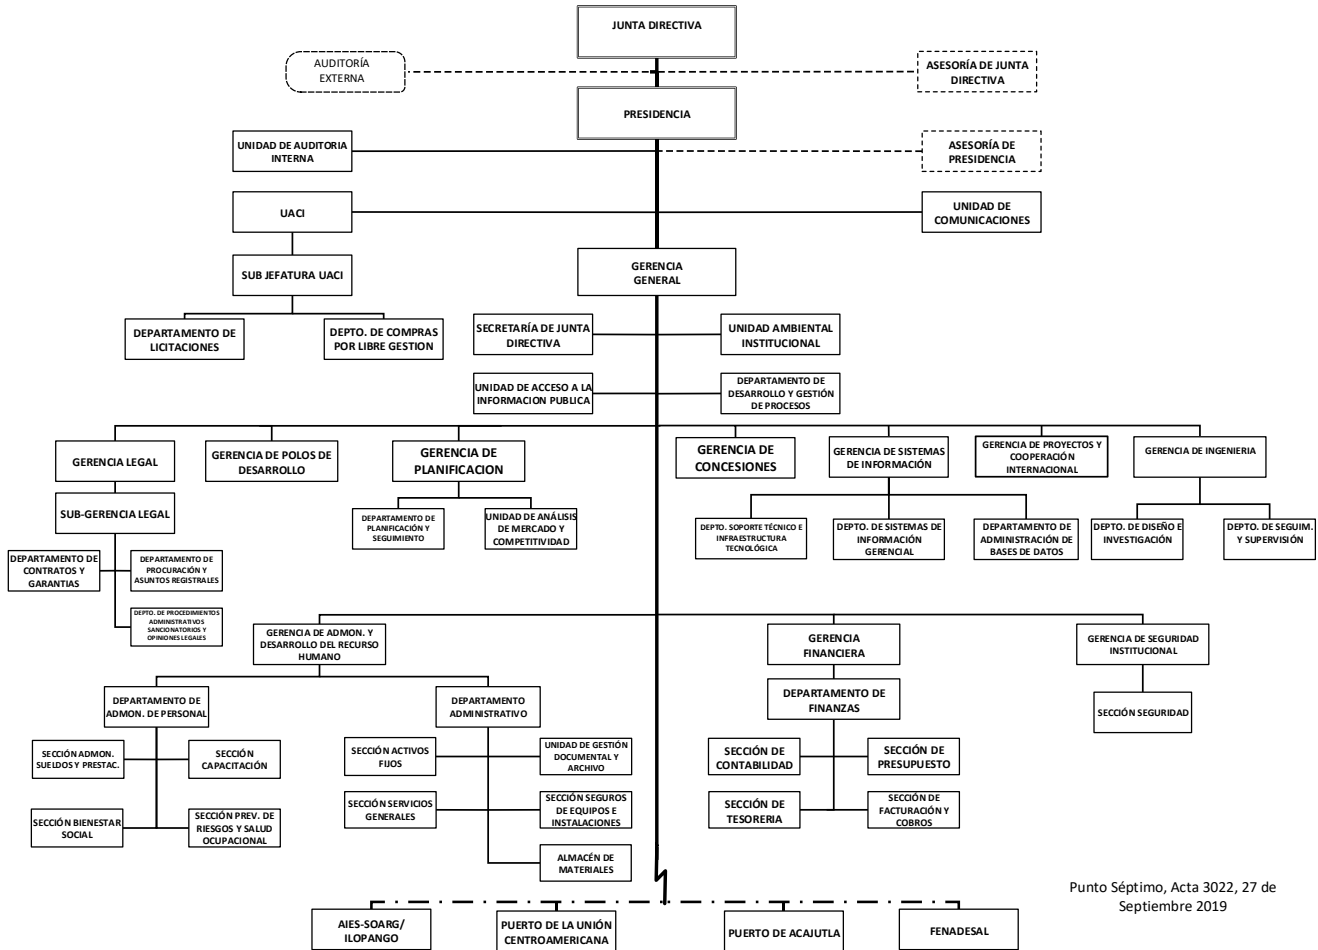 JUNTA DIRECTIVA
AUDITORÍA
EXTERNA
ASESORÍA DE JUNTA
DIRECTIVA
PRESIDENCIA
UNIDAD DE AUDITORIA
INTERNA
ASESORÍA DE
PRESIDENCIA
UACI
UNIDAD DE
COMUNICACIONES
GERENCIA
GENERAL
SUB JEFATURA UACI
DEPARTAMENTO DE
LICITACIONES
DEPTO. DE COMPRAS
POR LIBRE GESTION
SECRETARÍA DE JUNTA
DIRECTIVA
UNIDAD AMBIENTAL
INSTITUCIONAL
UNIDAD DE ACCESO A LA
INFORMACION PUBLICA
DEPARTAMENTO DE
DESARROLLO Y GESTIÓN
DE PROCESOS
GERENCIA LEGAL
GERENCIA DE POLOS DE
DESARROLLO
GERENCIA DE
PLANIFICACION
GERENCIA DE
CONCESIONES
GERENCIA DE SISTEMAS
DE INFORMACIÓN
GERENCIA DE PROYECTOS Y
COOPERACIÓN
INTERNACIONAL
GERENCIA DE INGENIERIA
SUB-GERENCIA LEGAL
DEPARTAMENTO DE
PLANIFICACIÓN Y
SEGUIMIENTO
UNIDAD DE ANÁLISIS
DE MERCADO Y
COMPETITIVIDAD
DEPTO. SOPORTE TÉCNICO E
INFRAESTRUCTURA
TECNOLÓGICA
DEPTO. DE SISTEMAS DE
INFORMACIÓN
GERENCIAL
DEPARTAMENTO DE
ADMINISTRACIÓN DE
BASES DE DATOS
DEPTO. DE DISEÑO E
INVESTIGACIÓN
DEPTO. DE SEGUIM.
Y SUPERVISIÓN
DEPARTAMENTO DE
CONTRATOS Y
GARANTIAS
DEPARTAMENTO DE
PROCURACIÓN Y
ASUNTOS REGISTRALES
DEPTO. DE PROCEDIMIENTOS
ADMINISTRATIVOS
SANCIONATORIOS Y
OPINIONES LEGALES
GERENCIA DE ADMON. Y
DESARROLLO DEL RECURSO
HUMANO
GERENCIA
FINANCIERA
GERENCIA DE SEGURIDAD
INSTITUCIONAL
DEPARTAMENTO DE
ADMON. DE PERSONAL
DEPARTAMENTO
ADMINISTRATIVO
DEPARTAMENTO DE
FINANZAS
SECCIÓN SEGURIDAD
SECCIÓN ADMON.
SUELDOS Y PRESTAC.
SECCIÓN
CAPACITACIÓN
SECCIÓN ACTIVOS
FIJOS
UNIDAD DE GESTIÓN
DOCUMENTAL Y
ARCHIVO
SECCIÓN DE
CONTABILIDAD
SECCIÓN DE
PRESUPUESTO
SECCIÓN BIENESTAR
SOCIAL
SECCIÓN PREV. DE
RIESGOS Y SALUD
OCUPACIONAL
SECCIÓN SERVICIOS
GENERALES
SECCIÓN SEGUROS
DE EQUIPOS E
INSTALACIONES
SECCIÓN DE
TESORERIA
SECCIÓN DE
FACTURACIÓN Y
COBROS
ALMACÉN DE
MATERIALES
Punto Séptimo, Acta 3022, 27 de
Septiembre 2019
AIES-SOARG/
ILOPANGO
PUERTO DE LA UNIÓN
CENTROAMERICANA
PUERTO DE ACAJUTLA
FENADESAL